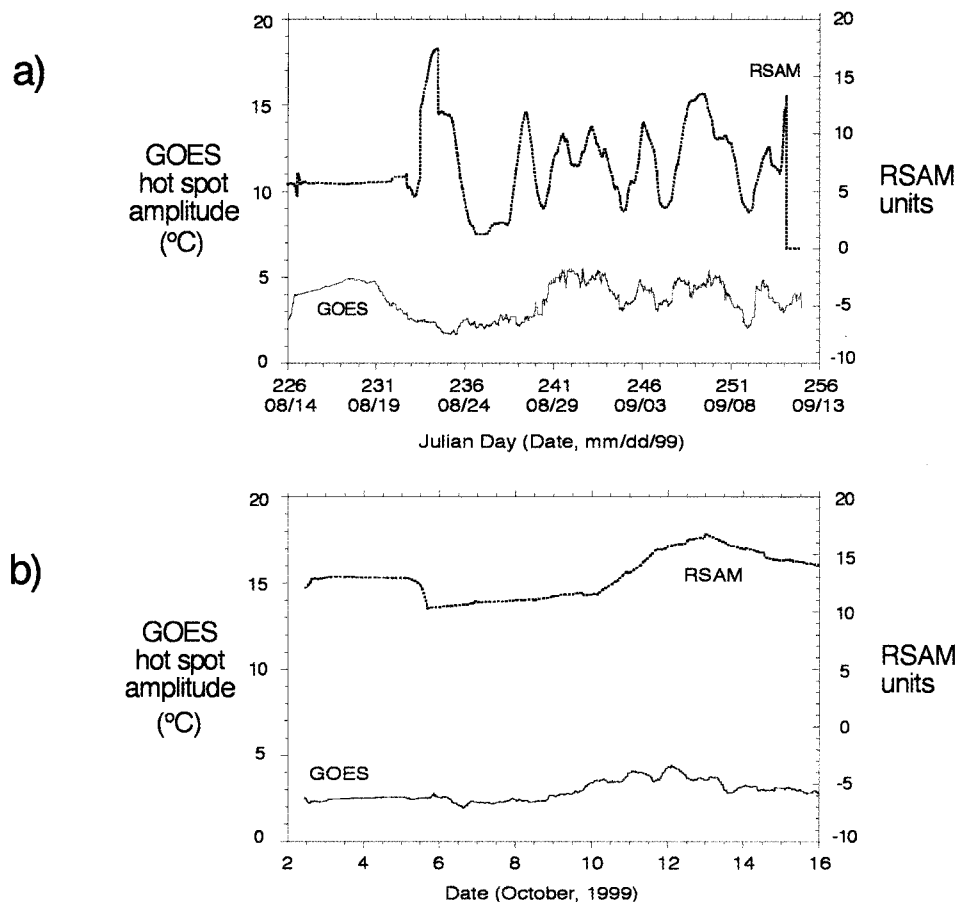 a)
GOES
hot spot
amplitude
(ºC)
20
15
10
5
0
RSAM
GOES
20
15
10
5
0
-5
-10
RSAM
units
226 231 236 241 246 251 256
08/14 08/19 08/24 08/29 09/03 09/08 09/13
Julian Day (Date, mm/dd/99)
b)
GOES
hot spot
amplitude
(ºC)
20
15
10
5
0
RSAM
GOES
20
15
10
5
0
-5
-10
RSAM
units
2 4 6 8 10 12 14 16
Date (October, 1999)